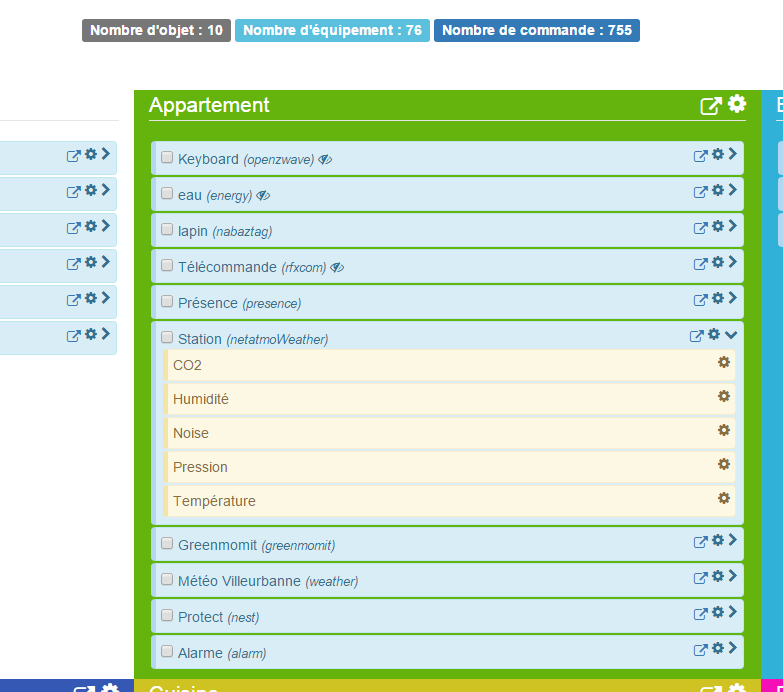 Nombre d'objet : 10 Nombre d'équipement : 76 Nombre de commande : 755
Appartement
Keyboard (openzwave)
eau (energy)
lapin (nabaztag)
Télécommande (rfxcom)
Présence (presence)
Station (netatmoWeather)
CO2
Humidité
Noise
Pression
Température
Greenmomit (greenmomit)
Météo Villeurbanne (weather)
Protect (nest)
Alarme (alarm)
Cuisine